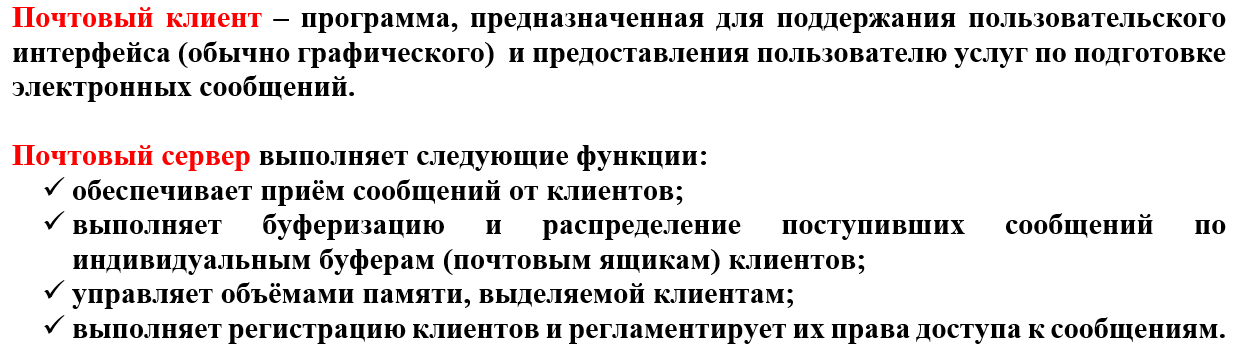 Почтовый клиент – программа, предназначенная для поддержания пользовательского
интерфейса (обычно графического) и предоставления пользователю услуг по подготовке
электронных сообщений.
Почтовый сервер выполняет следующие функции:
✓ обеспечивает приём сообщений от клиентов;
✓ выполняет буферизацию и распределение поступивших сообщений по
индивидуальным буферам (почтовым ящикам) клиентов;
✓ управляет объёмами памяти, выделяемой клиентам;
✓ выполняет регистрацию клиентов и регламентирует их права доступа к сообщениям.